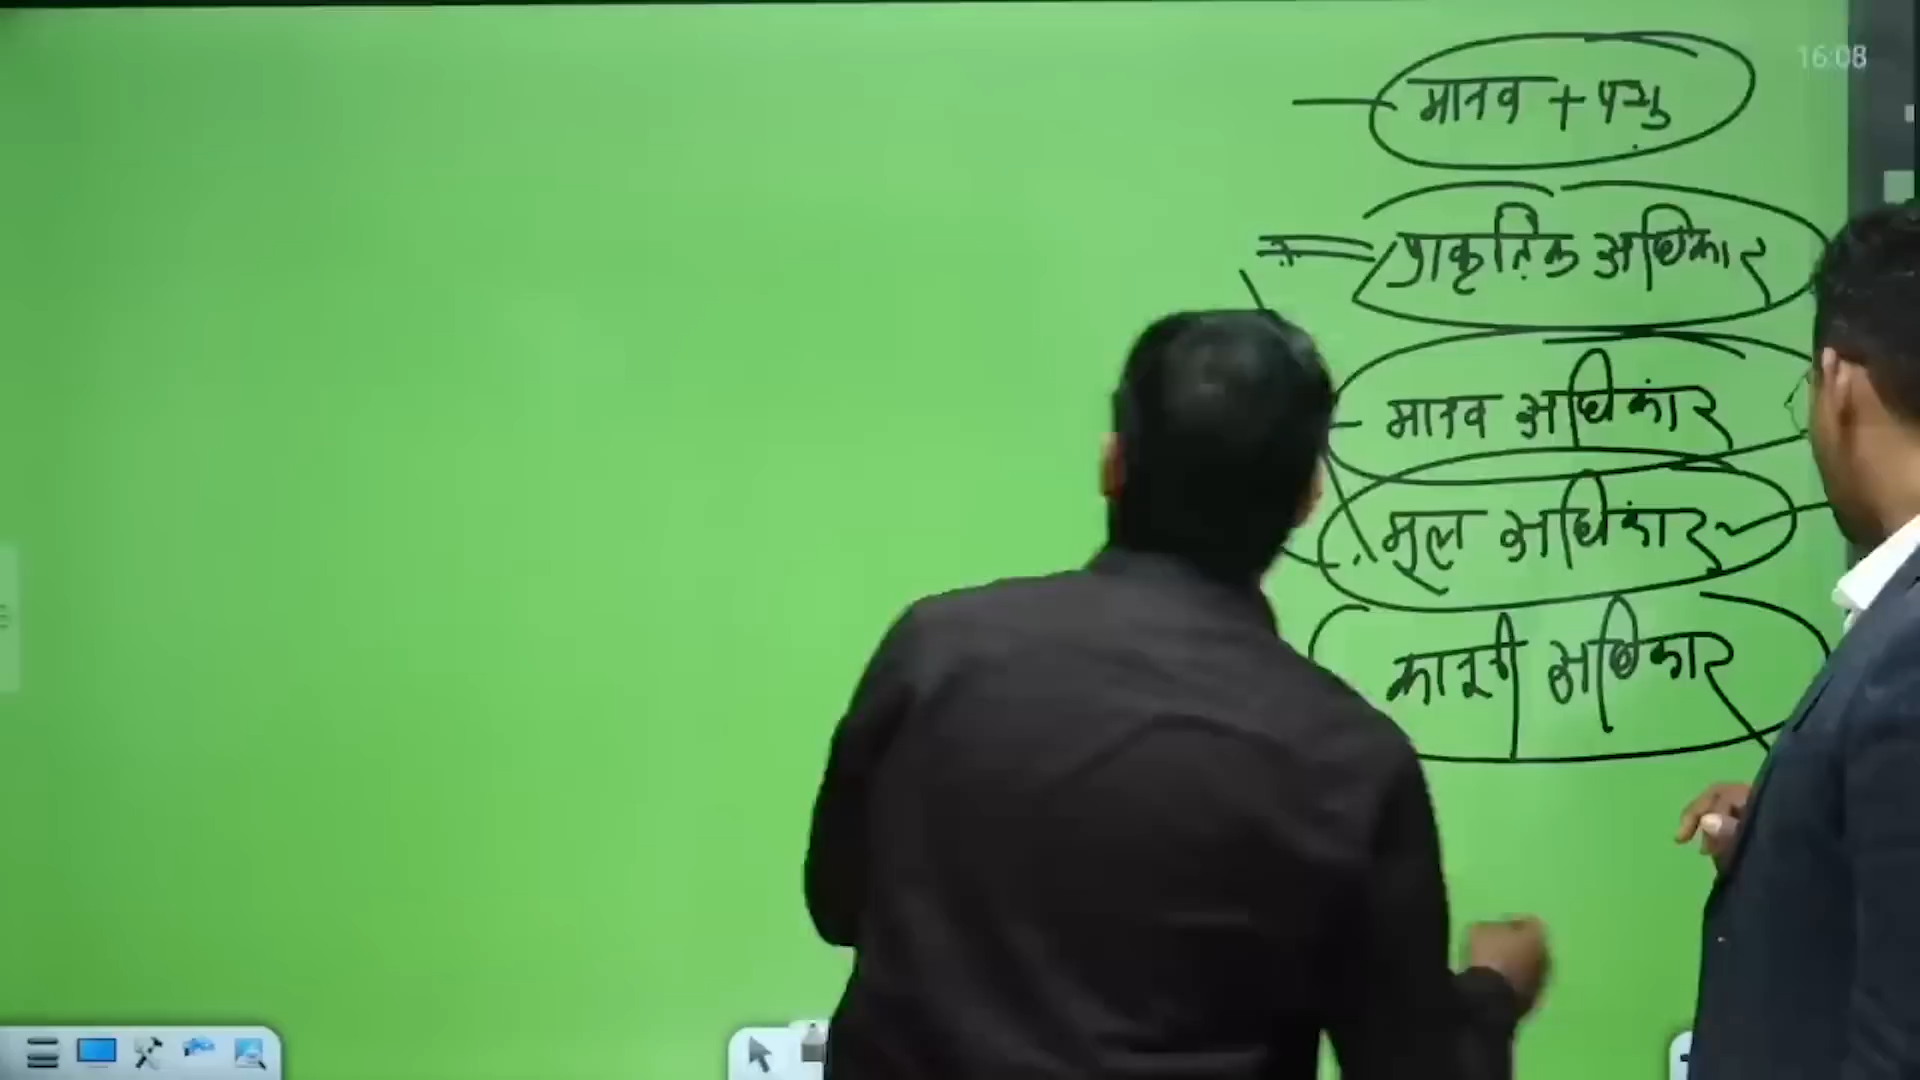 16:08
मानव + पशु
प्राकृतिक अधिकार
मानव अधिकार
मूल अधिकार
कानूनी अधिकार